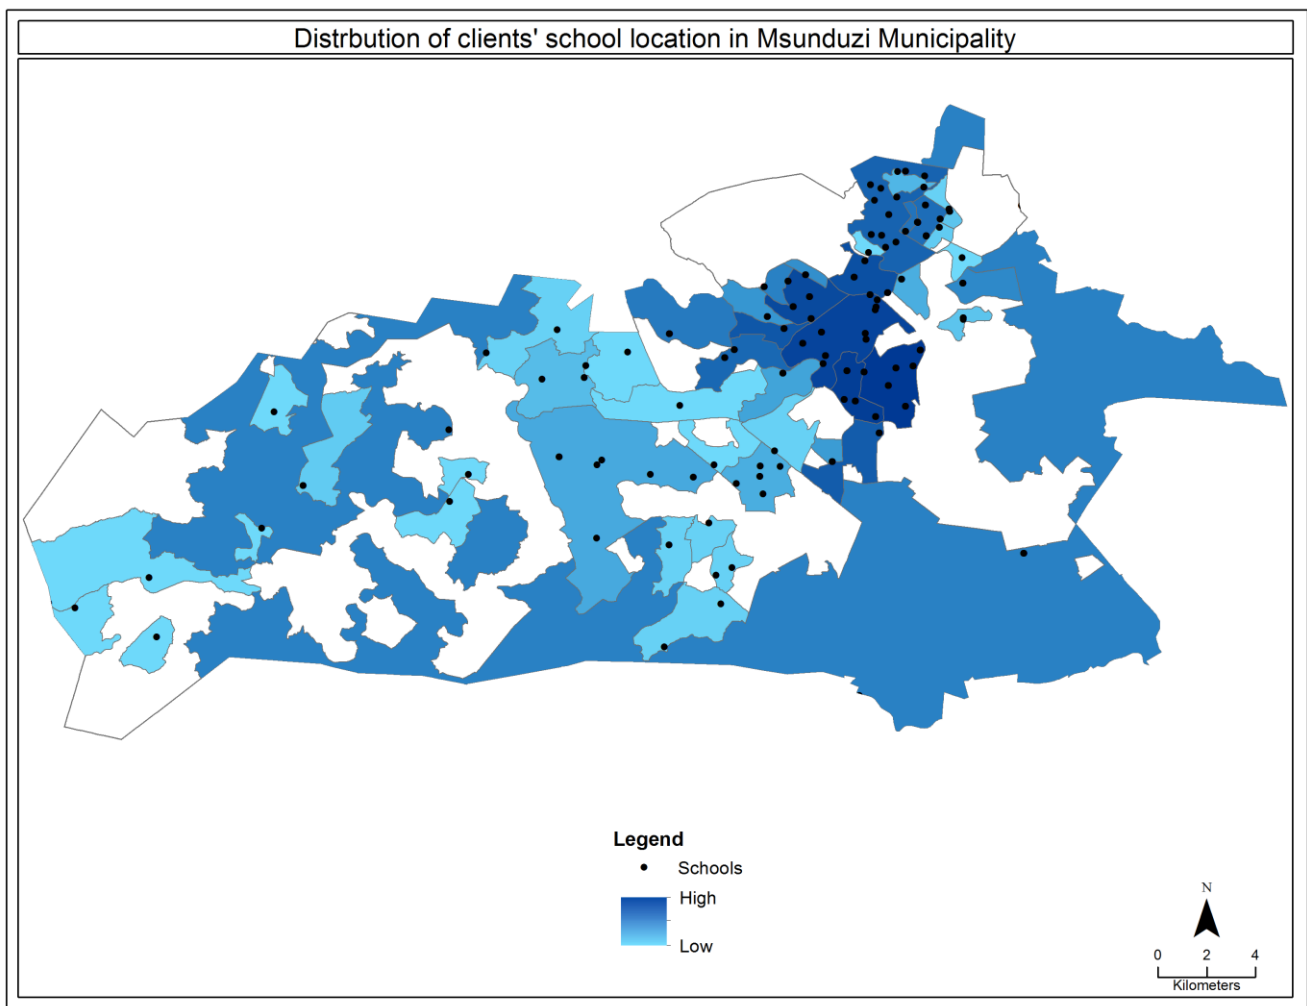 Distrbution of clients' school location in Msunduzi Municipality
Legend
Schools
High
Low
N
0 2 4
Kilometers